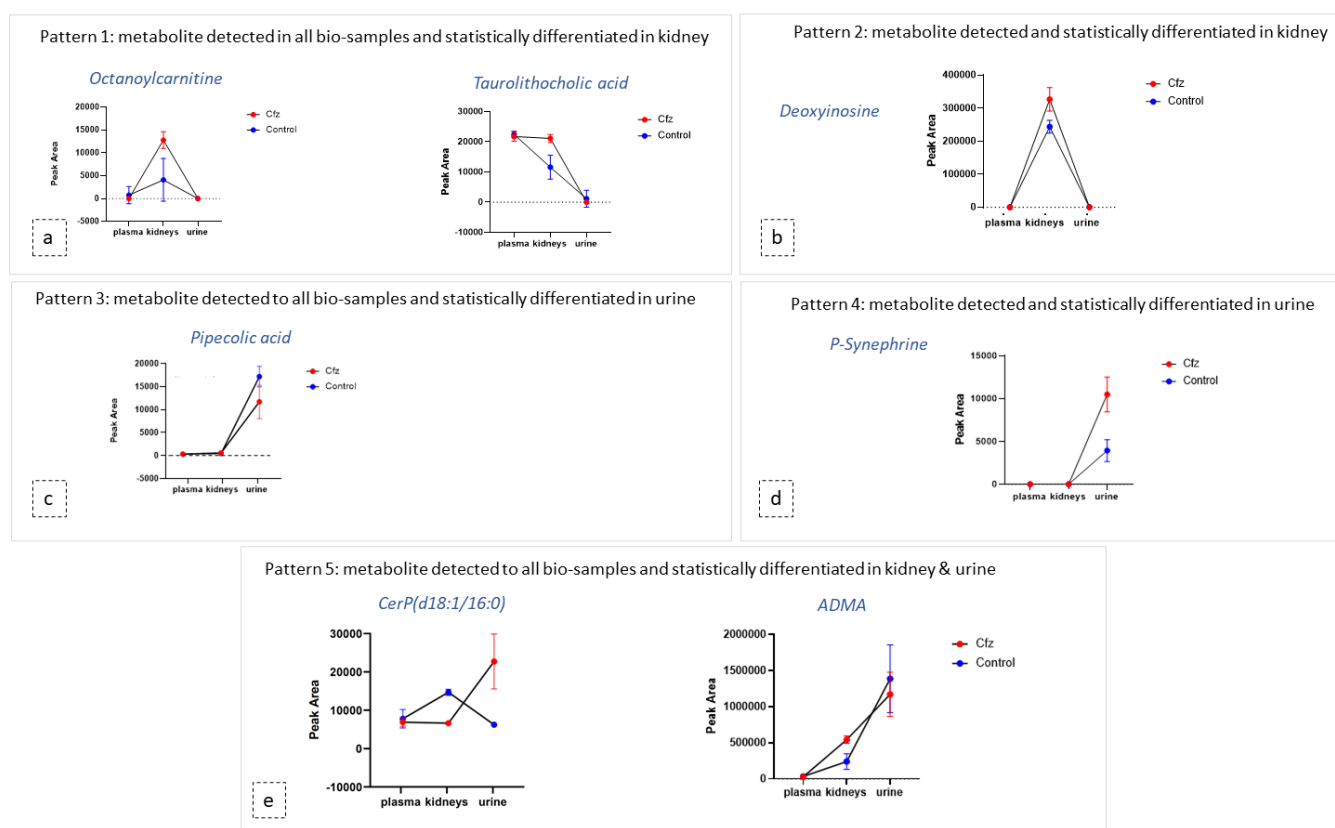 Pattern 1: metabolite detected in all bio-samples and statistically differentiated in kidney
Octanoylcarnitine
20000
15000
10000
5000
0
-5000
Peak Area
plasma kidneys urine
Cfz
Control
Taurolithocholic acid
30000
20000
10000
0
-10000
Peak Area
plasma kidneys urine
Cfz
Control
a
Pattern 2: metabolite detected and statistically differentiated in kidney
Deoxyinosine
400000
300000
200000
100000
0
Peak Area
plasma kidneys urine
Cfz
Control
b
Pattern 3: metabolite detected to all bio-samples and statistically differentiated in urine
Pipecolic acid
20000
15000
10000
5000
0
-5000
Peak Area
plasma kidneys urine
Cfz
Control
c
Pattern 4: metabolite detected and statistically differentiated in urine
P-Synephrine
15000
10000
5000
0
Peak Area
plasma kidneys urine
Cfz
Control
d
Pattern 5: metabolite detected to all bio-samples and statistically differentiated in kidney & urine
CerP(d18:1/16:0)
30000
20000
10000
0
-10000
Peak Area
plasma kidneys urine
ADMA
2000000
1500000
1000000
500000
0
Peak Area
plasma kidneys urine
Cfz
Control
e